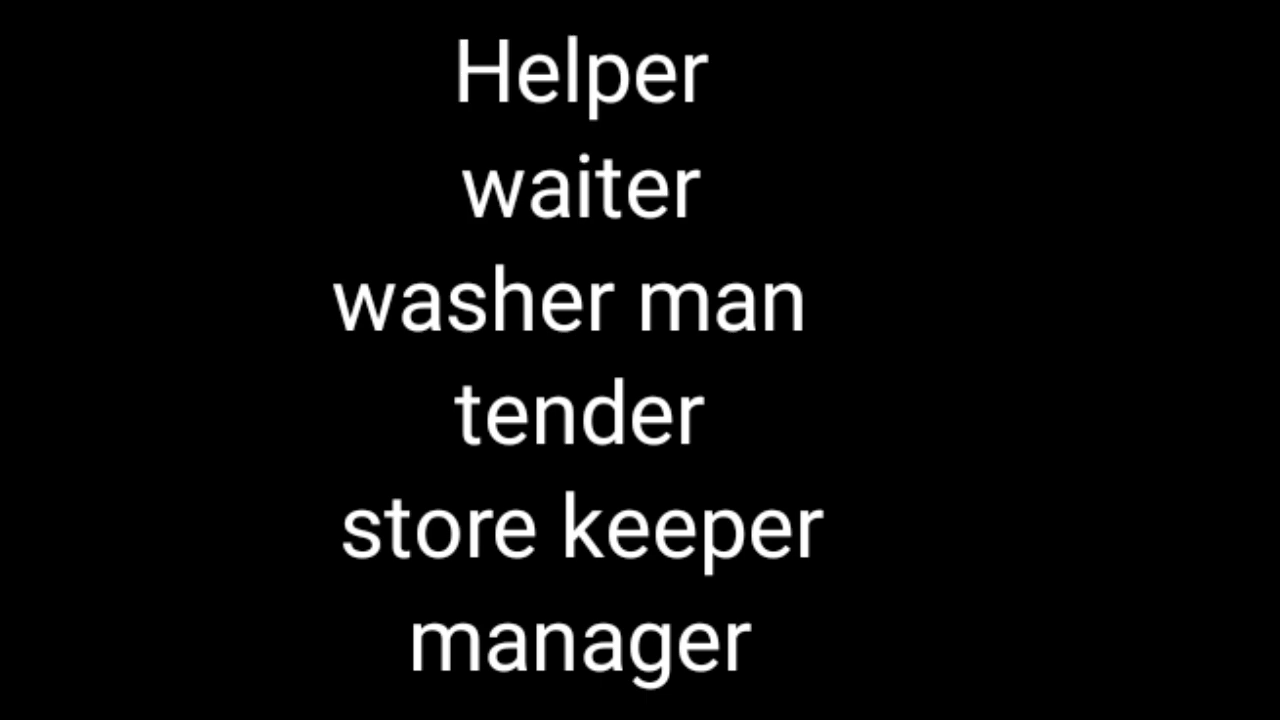 Helper
waiter
washer man
tender
store keeper
manager